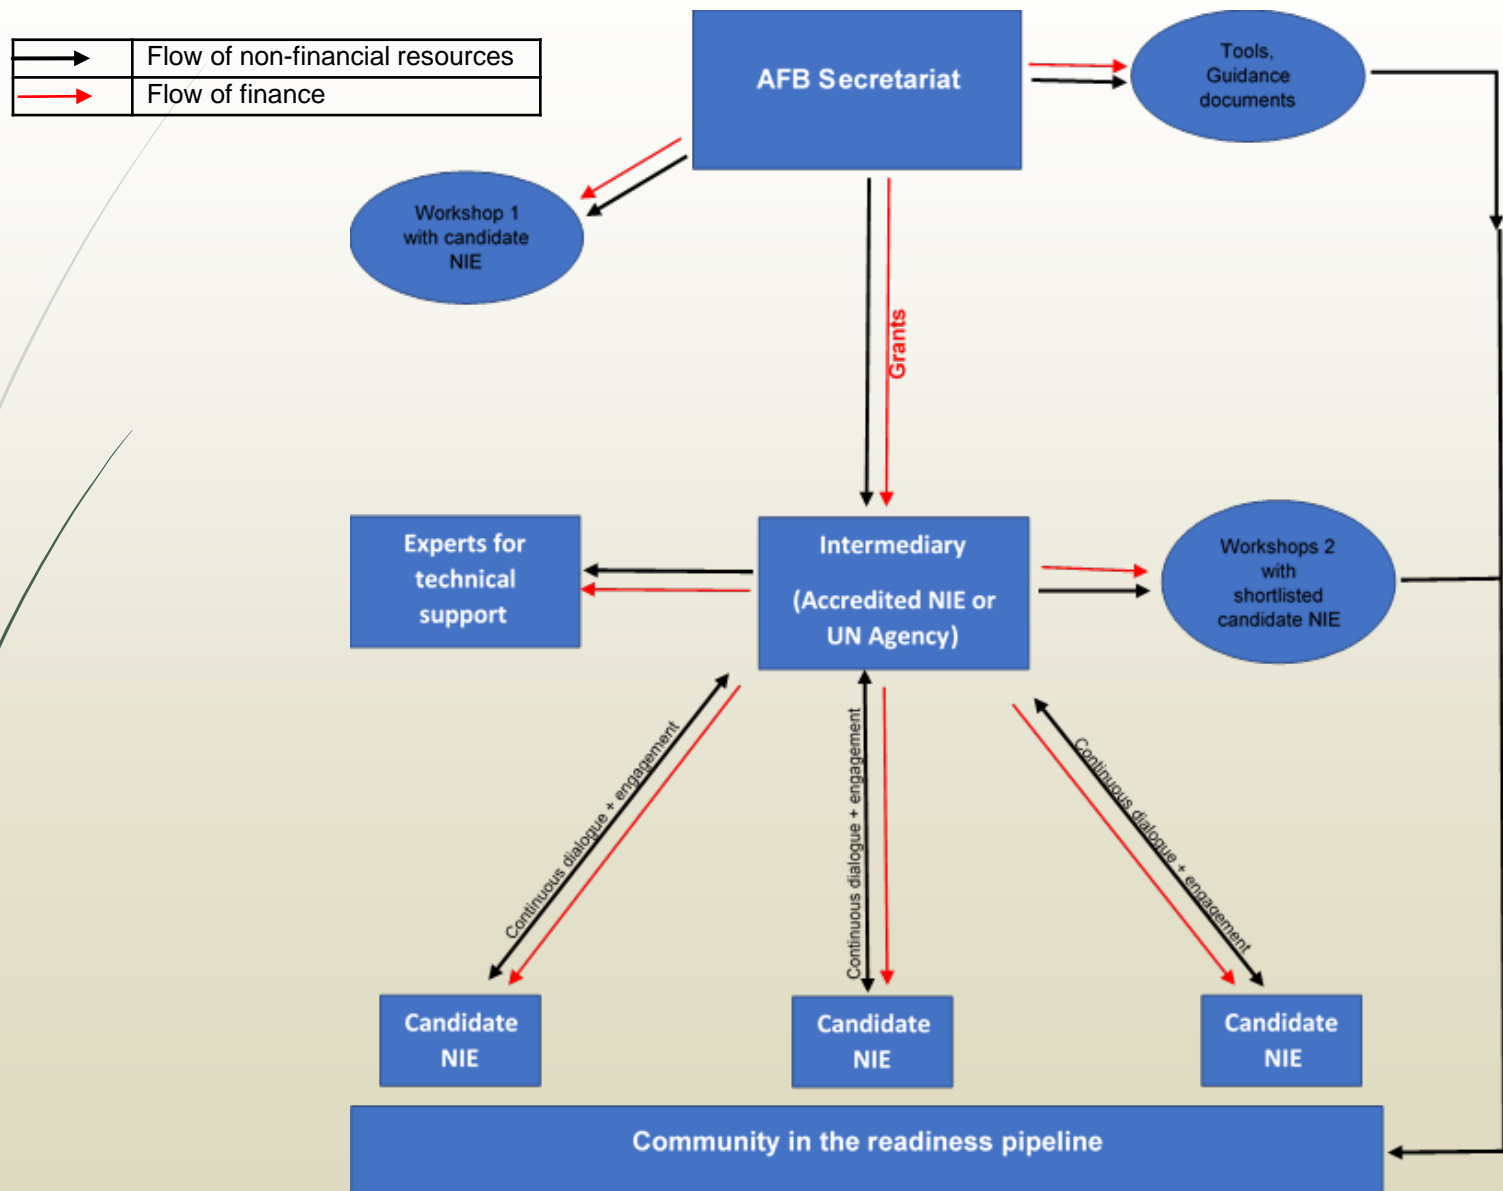 Flow of non-financial resources
Flow of finance
AFB Secretariat
Tools,
Guidance
documents
Workshop 1
with candidate
NIE
Grants
Experts for
technical
support
Intermediary
(Accredited NIE or
UN Agency)
Workshops 2
with
shortlisted
candidate NIE
Continuous dialogue + engagement
Continuous dialogue + engagement
Continuous dialogue + engagement
Candidate
NIE
Candidate
NIE
Candidate
NIE
Community in the readiness pipeline